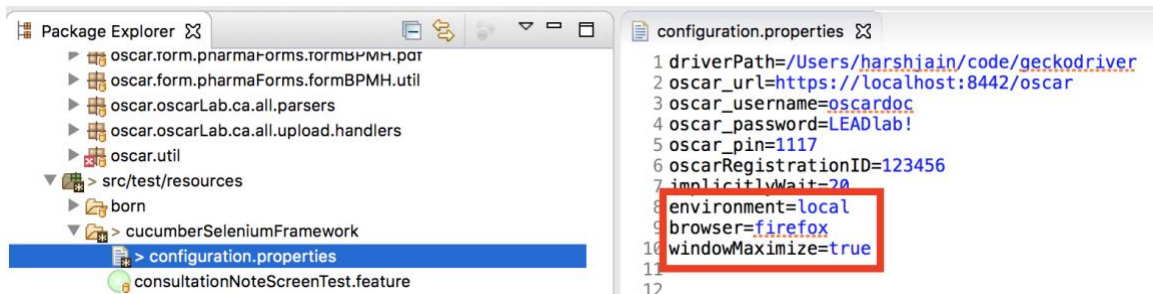 Package Explorer
oscar.form.pharmaForms.formBPMH.pdf
oscar.form.pharmaForms.formBPMH.util
oscar.oscarLab.ca.all.parsers
oscar.oscarLab.ca.all.upload.handlers
oscar.util
> src/test/resources
born
> cucumberSeleniumFramework
> configuration.properties
consultationNoteScreenTest.feature
configuration.properties
1 driverPath=/Users/harshjain/code/geckodriver
2 oscar_url=https://localhost:8442/oscar
3 oscar_username=oscardoc
4 oscar_password=LEADlab!
5 oscar_pin=1117
6 oscarRegistrationID=123456
7 implicitlyWait=20
8 environment=local
9 browser=firefox
10 windowMaximize=true
11
12